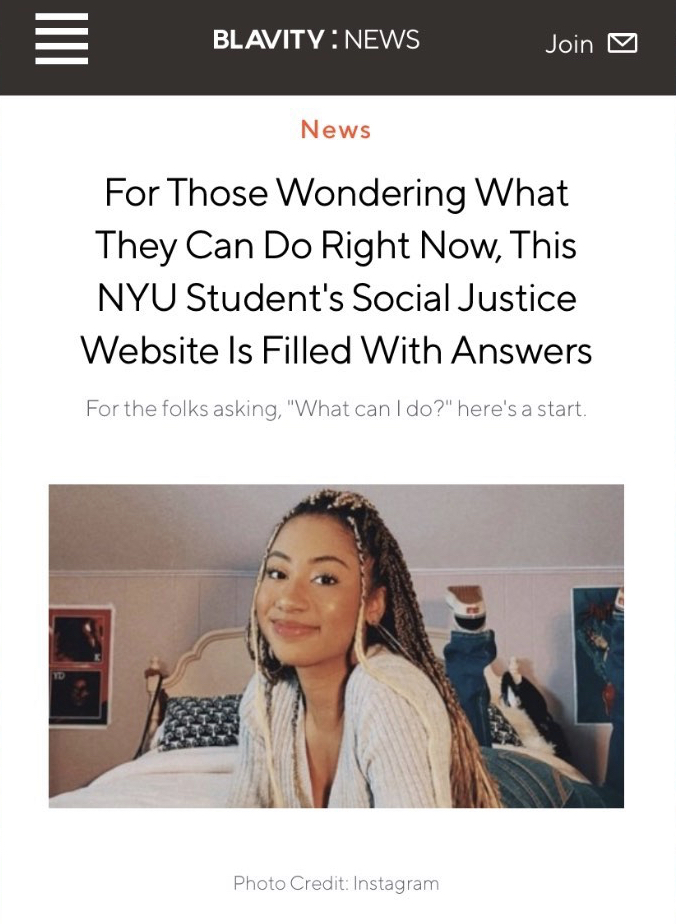 BLAVITY:NEWS
Join
News
For Those Wondering What
They Can Do Right Now, This
NYU Student's Social Justice
Website Is Filled With Answers
For the folks asking, "What can I do?" here's a start.
Photo Credit: Instagram